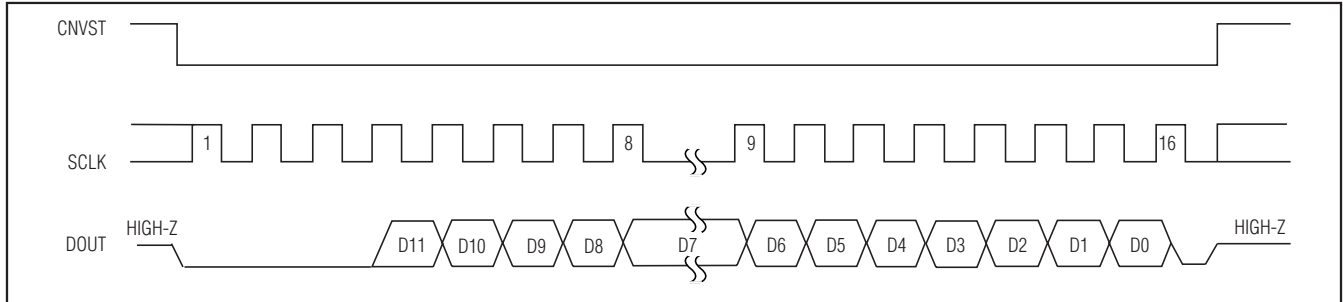 CNVST
SCLK
1
8
9
16
DOUT
HIGH-Z
D11
D10
D9
D8
D7
D6
D5
D4
D3
D2
D1
D0
HIGH-Z